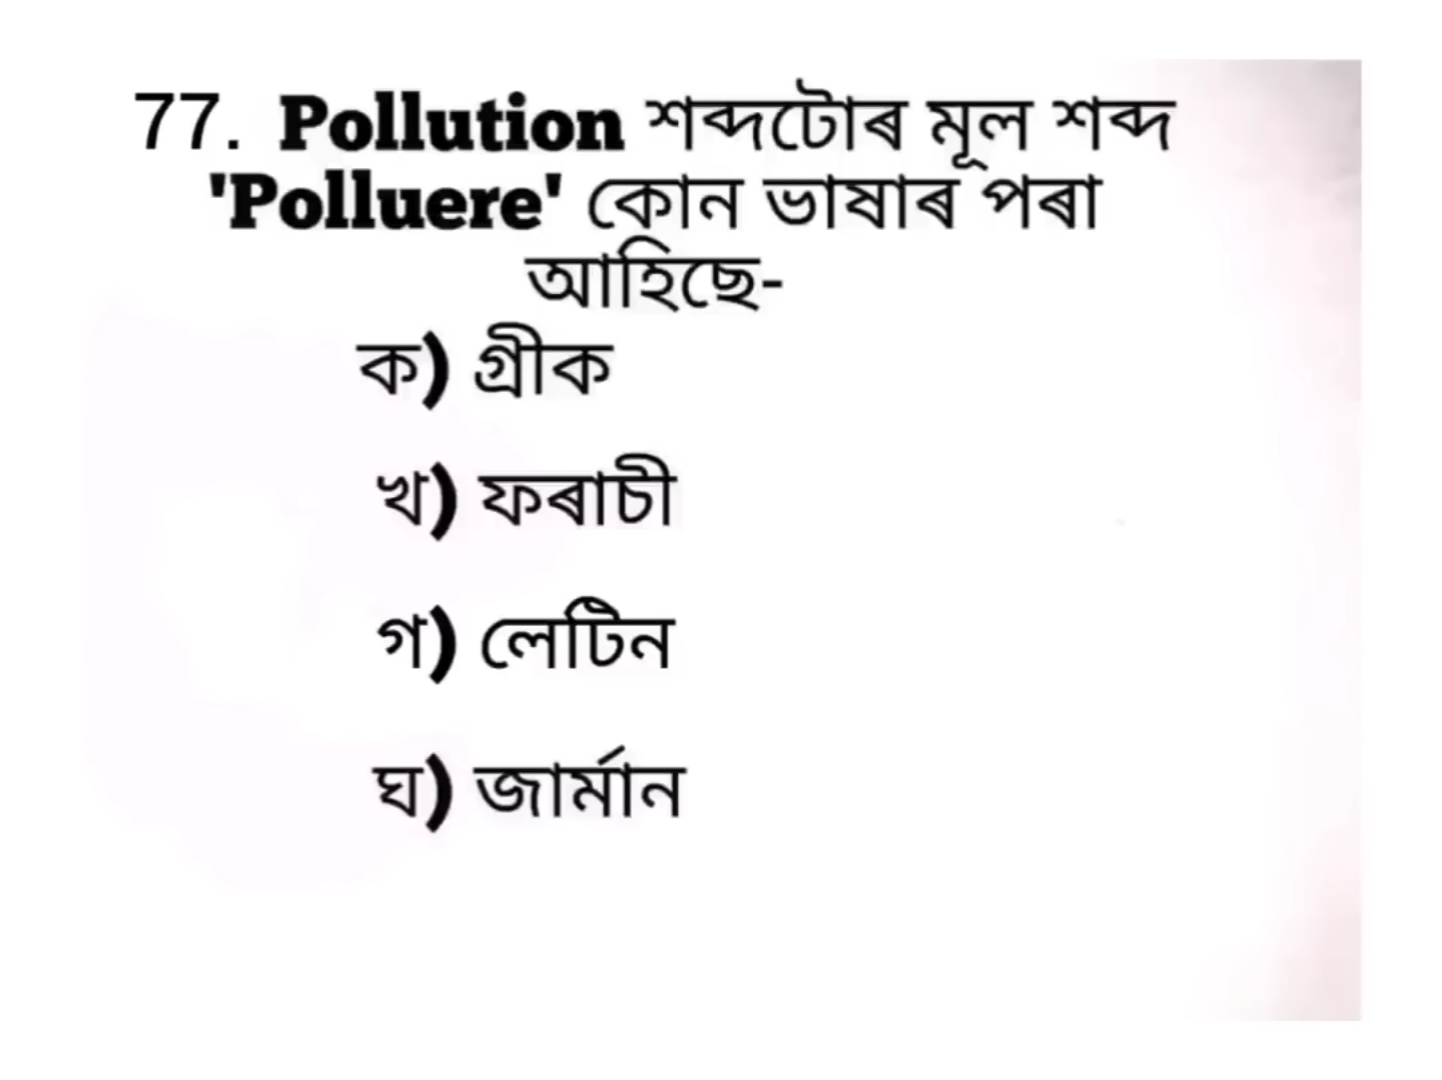 77. Pollution শব্দটোৰ মূল শব্দ
'Polluere' কোন ভাষাৰ পৰা
আহিছে-
ক) গ্ৰীক
খ) ফৰাচী
গ) লেটিন
ঘ) জাৰ্মান